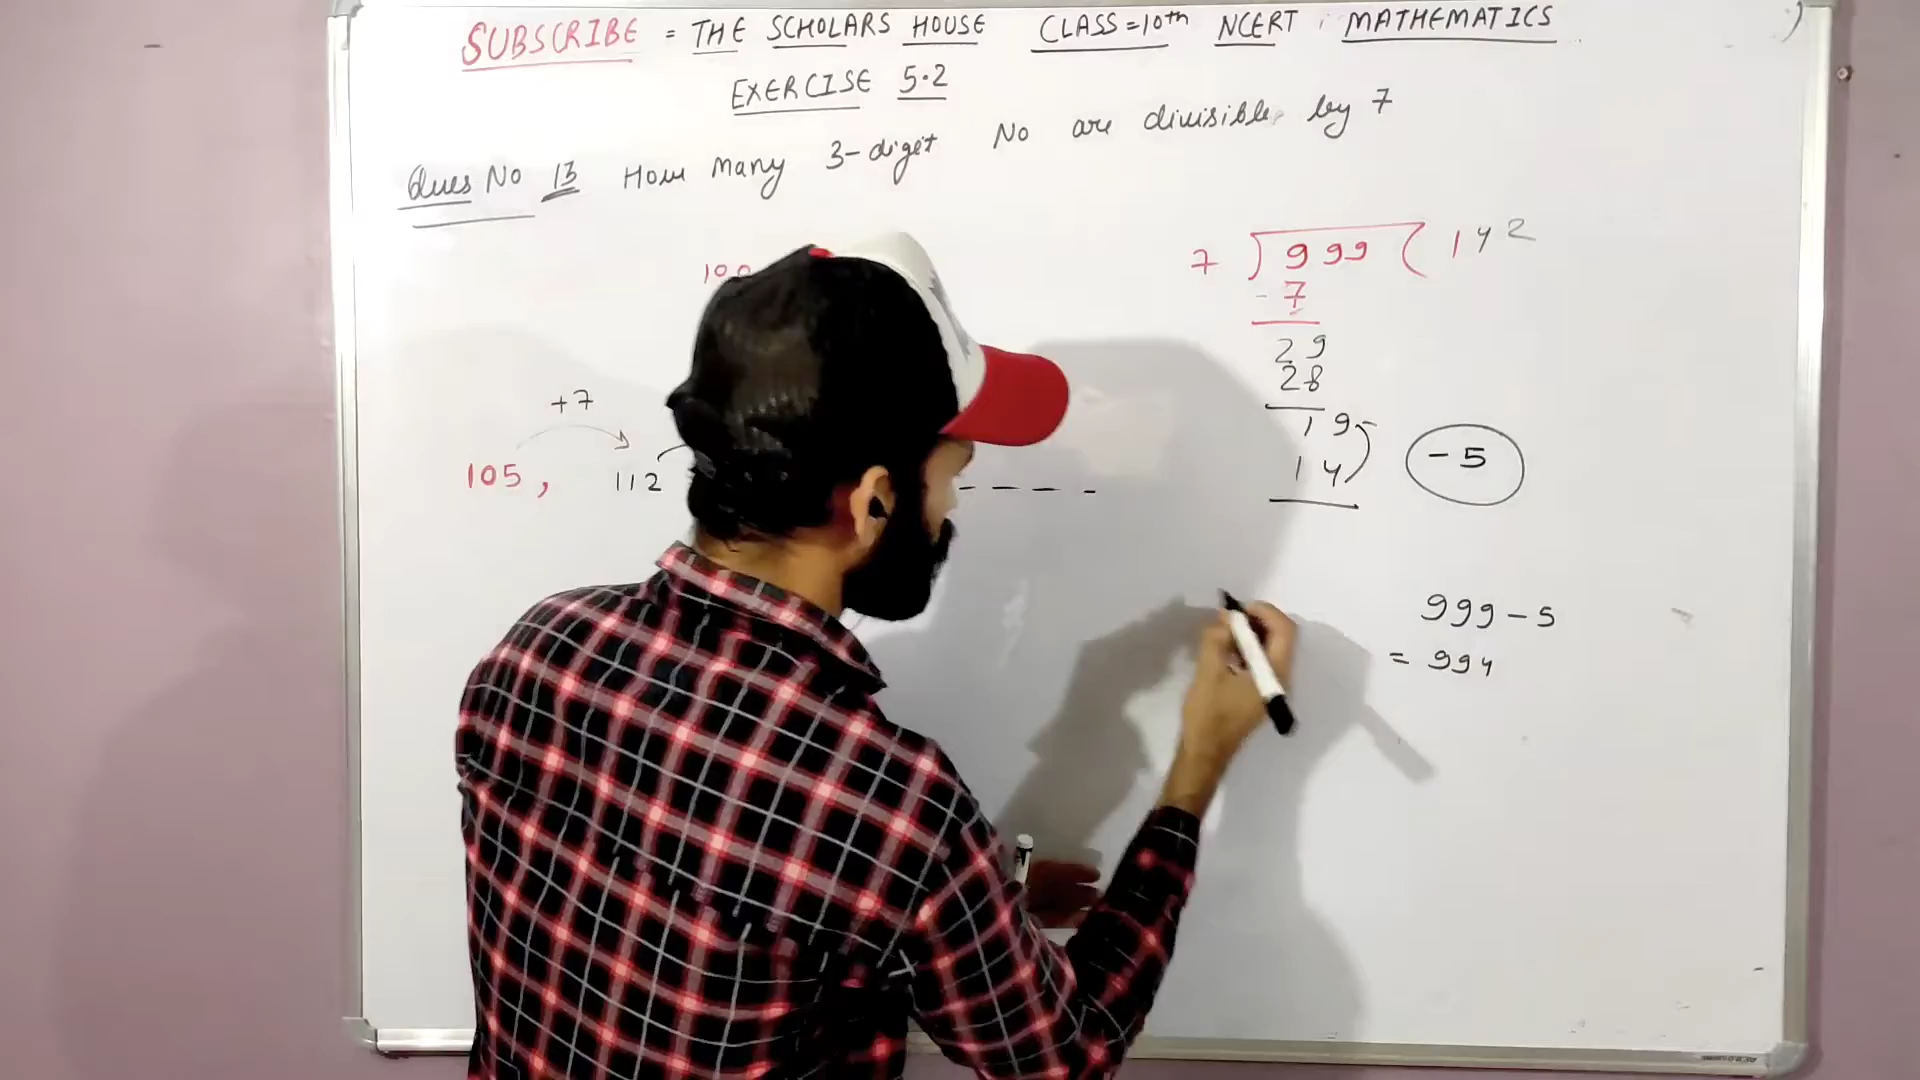 SUBSCRIBE = THE SCHOLARS HOUSE CLASS=10th NCERT MATHEMATICS
EXERCISE 5.2
Ques No 13 How many 3-digit No are divisible by 7
100
7 ) 999 ( 142
- 7
29
28
19
14
- 5
+7
105, 112 - - - -
999 - 5
= 994